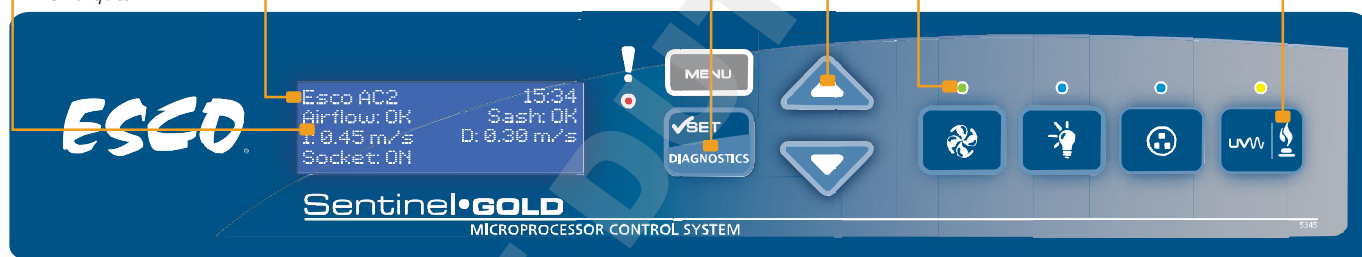 ESCO
Esco AC2 15:34
Airflow: OK Sash: OK
I: 0.45 m/s D: 0.30 m/s
Socket: ON
!
MENU
✓SET
DIAGNOSTICS
UV
Sentinel•GOLD
MICROPROCESSOR CONTROL SYSTEM
5345